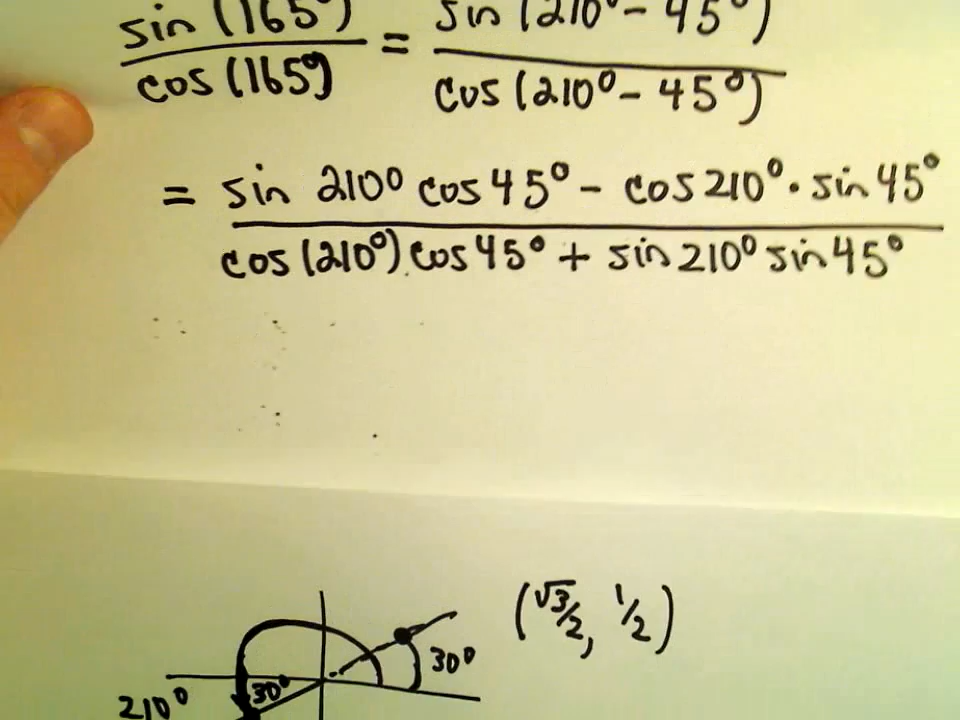 sin (165°) = sin (210° - 45°)
cos (165°) cos (210° - 45°)
= sin 210° cos 45° - cos 210° · sin 45°
cos (210°) cos 45° + sin 210° sin 45°
(√3/2, 1/2)
30°
30°
210°